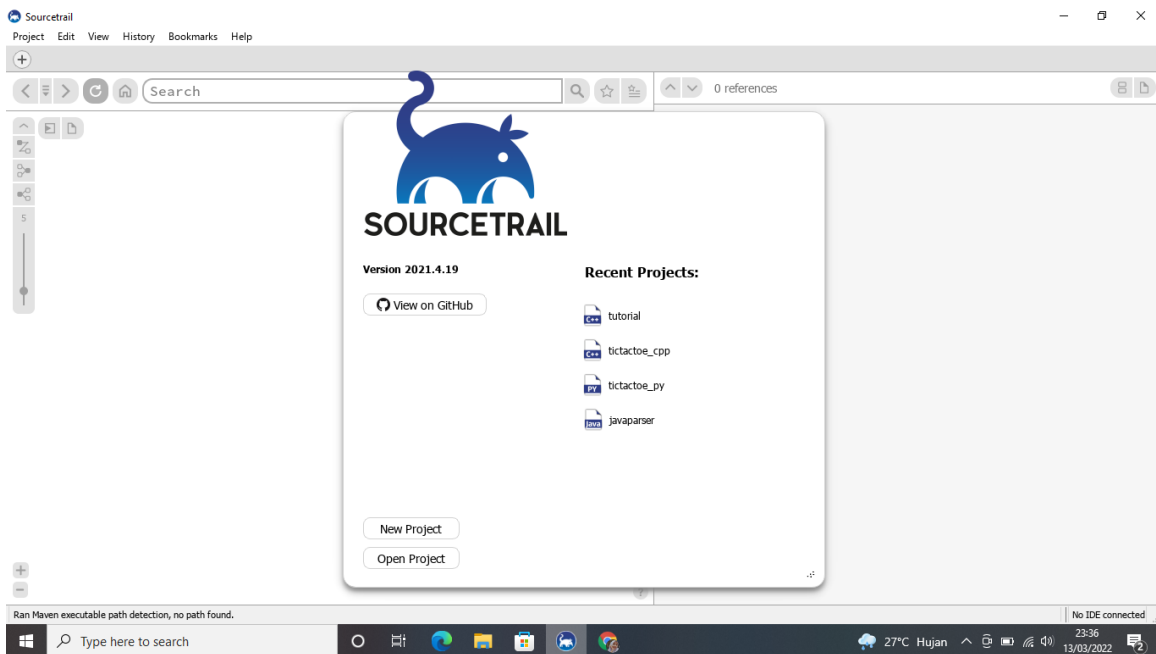 Sourcetrail
Project Edit View History Bookmarks Help
Search
0 references
5
SOURCETRAIL
Version 2021.4.19
View on GitHub
Recent Projects:
C++ tutorial
C++ tictactoe_cpp
PY tictactoe_py
Java javaparser
New Project
Open Project
?
Ran Maven executable path detection, no path found.
No IDE connected
Type here to search
27°C Hujan
23:36
13/03/2022
2